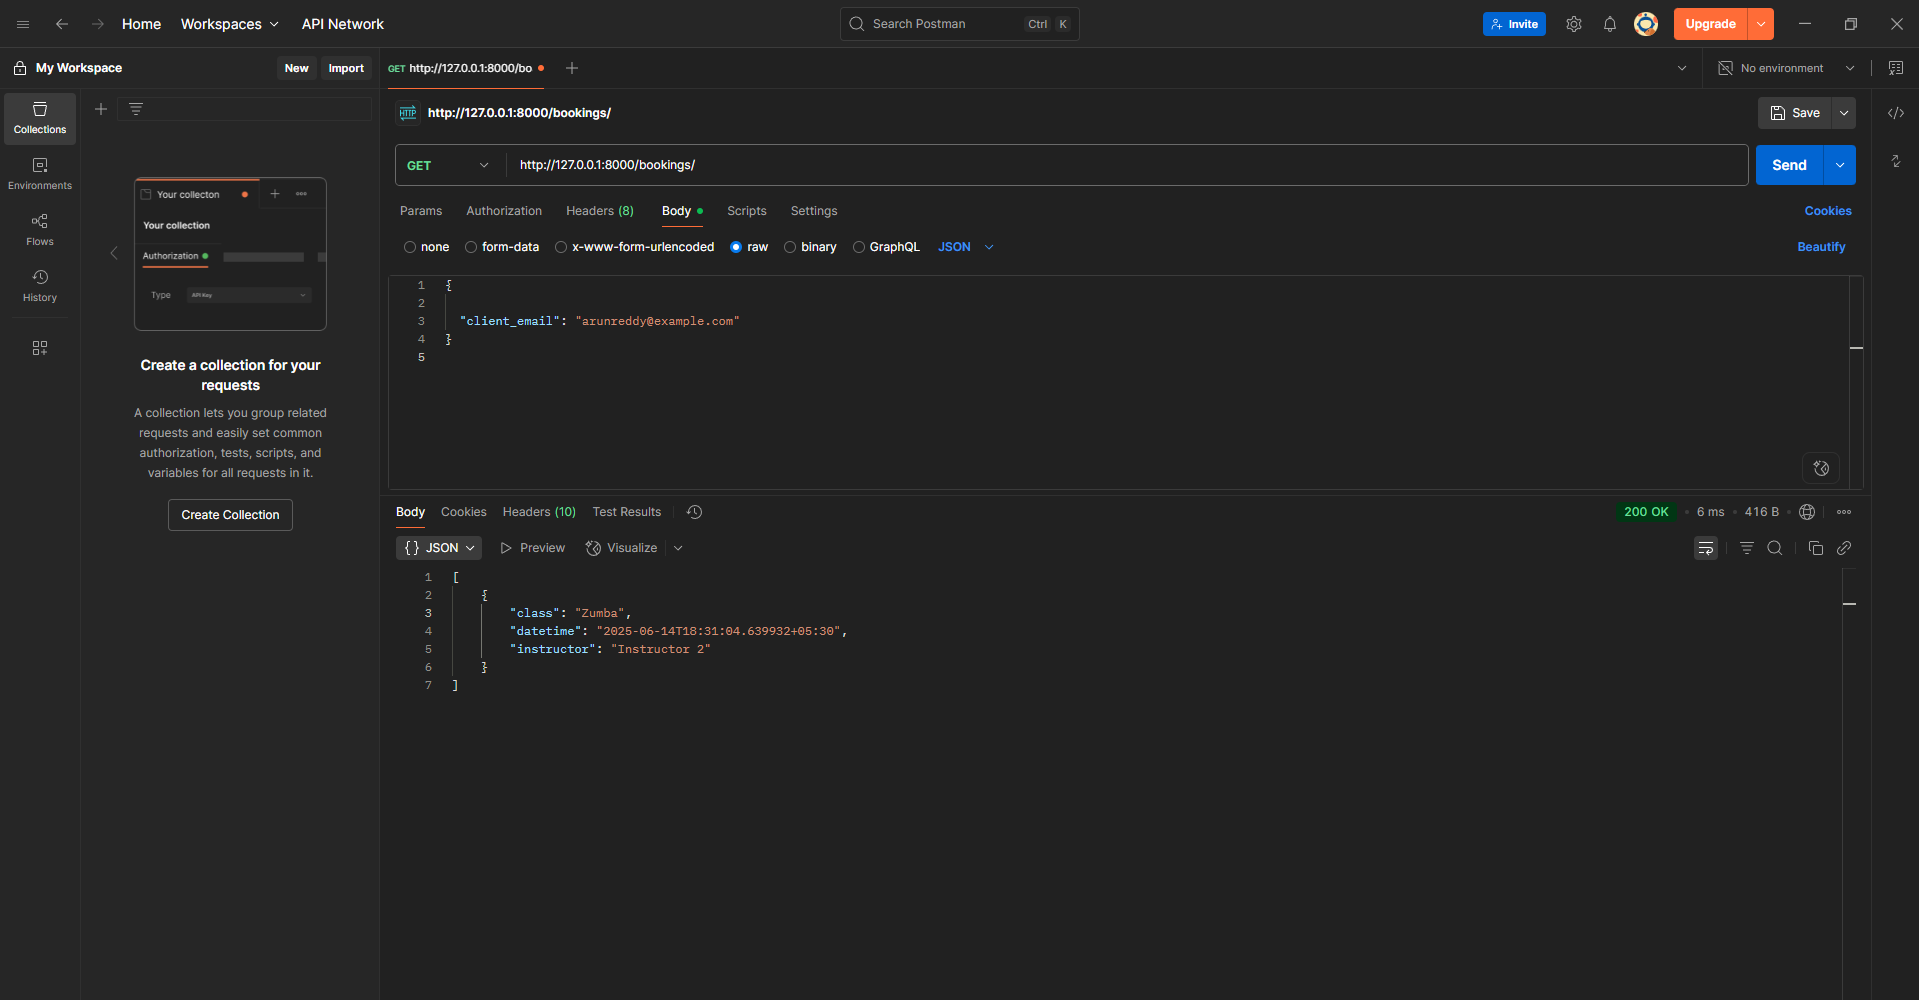 Home Workspaces API Network Search Postman Ctrl K Invite Upgrade
My Workspace New Import GET http://127.0.0.1:8000/bo No environment
Collections
Environments
Flows
History
Your collecton
Your collection
Authorization
Type API Key
Create a collection for your
requests
A collection lets you group related
requests and easily set common
authorization, tests, scripts, and
variables for all requests in it.
Create Collection
HTTP http://127.0.0.1:8000/bookings/ Save
GET http://127.0.0.1:8000/bookings/ Send
Params Authorization Headers (8) Body Scripts Settings Cookies
none form-data x-www-form-urlencoded raw binary GraphQL JSON Beautify
1 {
2
3 "client_email": "arunreddy@example.com"
4 }
5
Body Cookies Headers (10) Test Results 200 OK 6 ms 416 B
{} JSON Preview Visualize
1 [
2 {
3 "class": "Zumba",
4 "datetime": "2025-06-14T18:31:04.639932+05:30",
5 "instructor": "Instructor 2"
6 }
7 ]